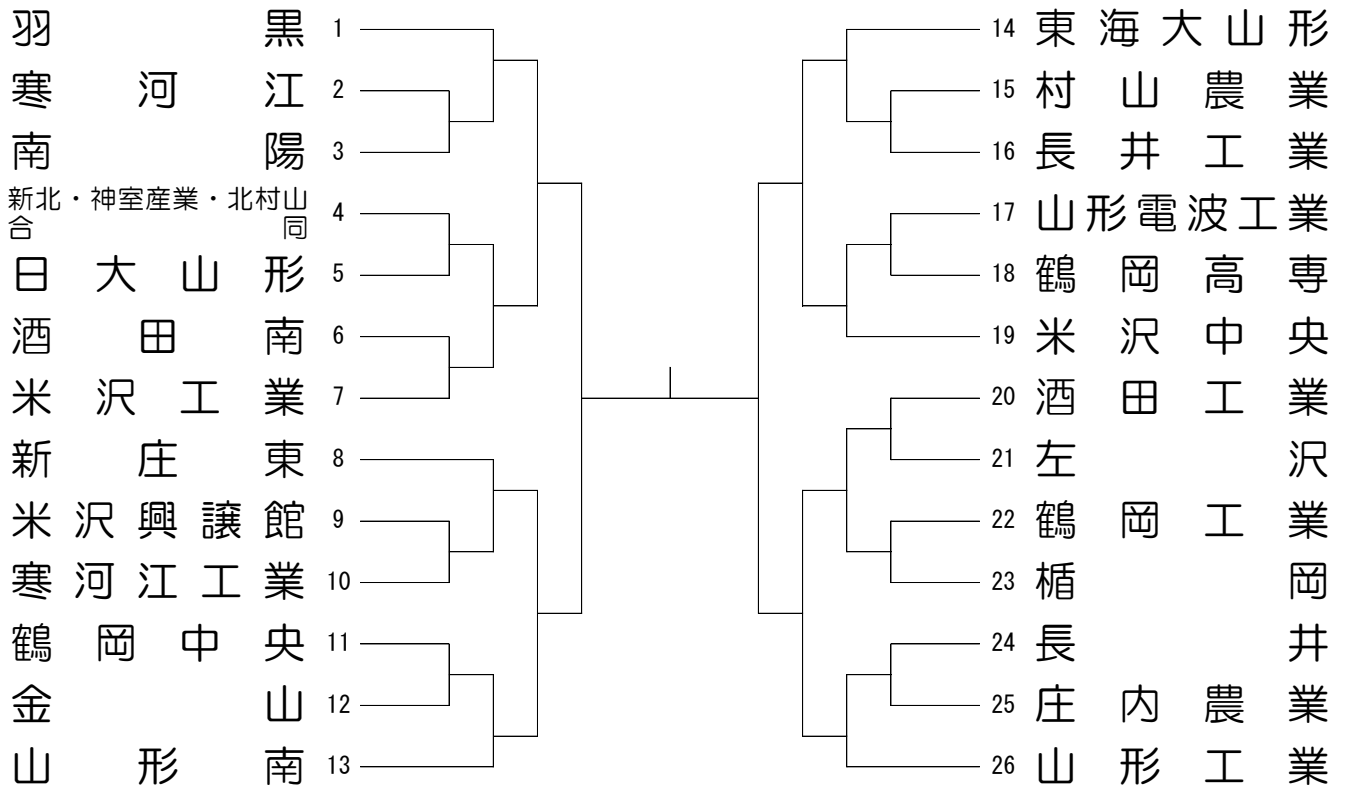 羽黒 1
寒河江 2
南陽 3
新北・神室産業・北村山
合同 4
日大山形 5
酒田南 6
米沢工業 7
新庄東 8
米沢興譲館 9
寒河江工業 10
鶴岡中央 11
金山 12
山形南 13
14 東海大山形
15 村山農業
16 長井工業
17 山形電波工業
18 鶴岡高専
19 米沢中央
20 酒田工業
21 左沢
22 鶴岡工業
23 楯岡
24 長井
25 庄内農業
26 山形工業